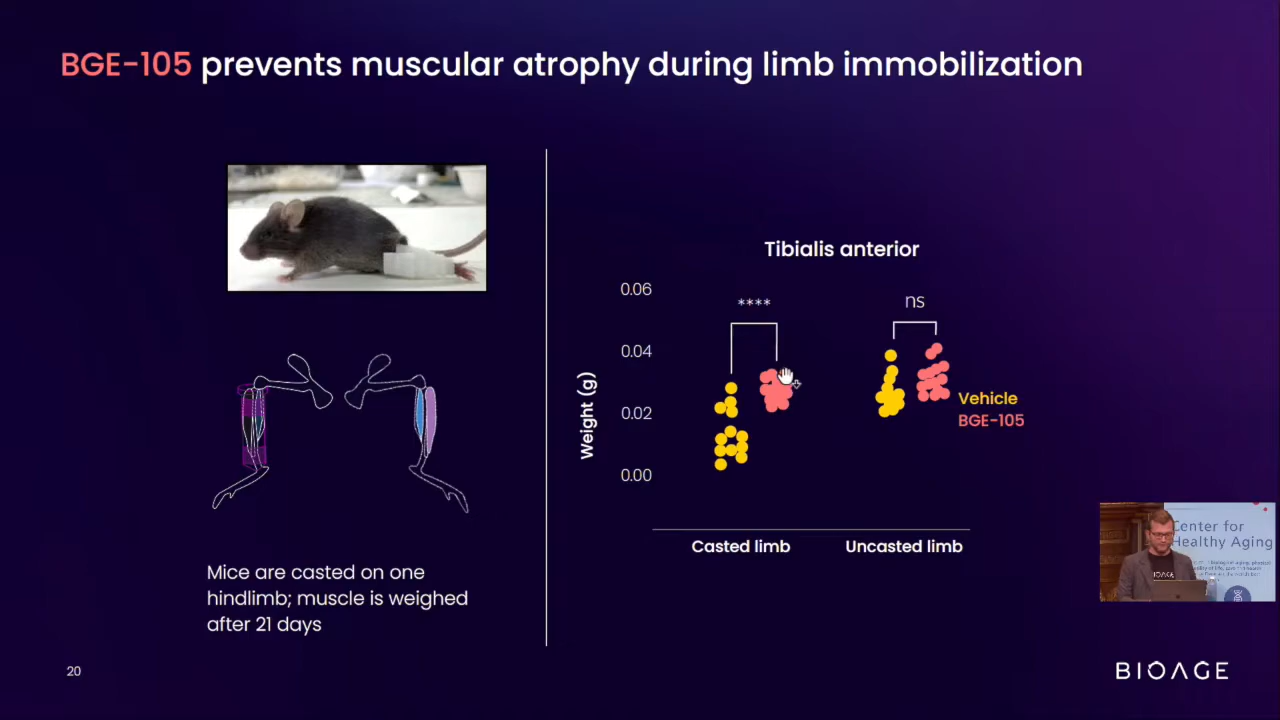 BGE-105 prevents muscular atrophy during limb immobilization
Mice are casted on one
hindlimb; muscle is weighed
after 21 days
20
Tibialis anterior
Weight (g)
0.06
0.04
0.02
0.00
****
ns
Vehicle
BGE-105
Casted limb
Uncasted limb
Center for
Healthy Aging
BIOAGE
BIOAGE